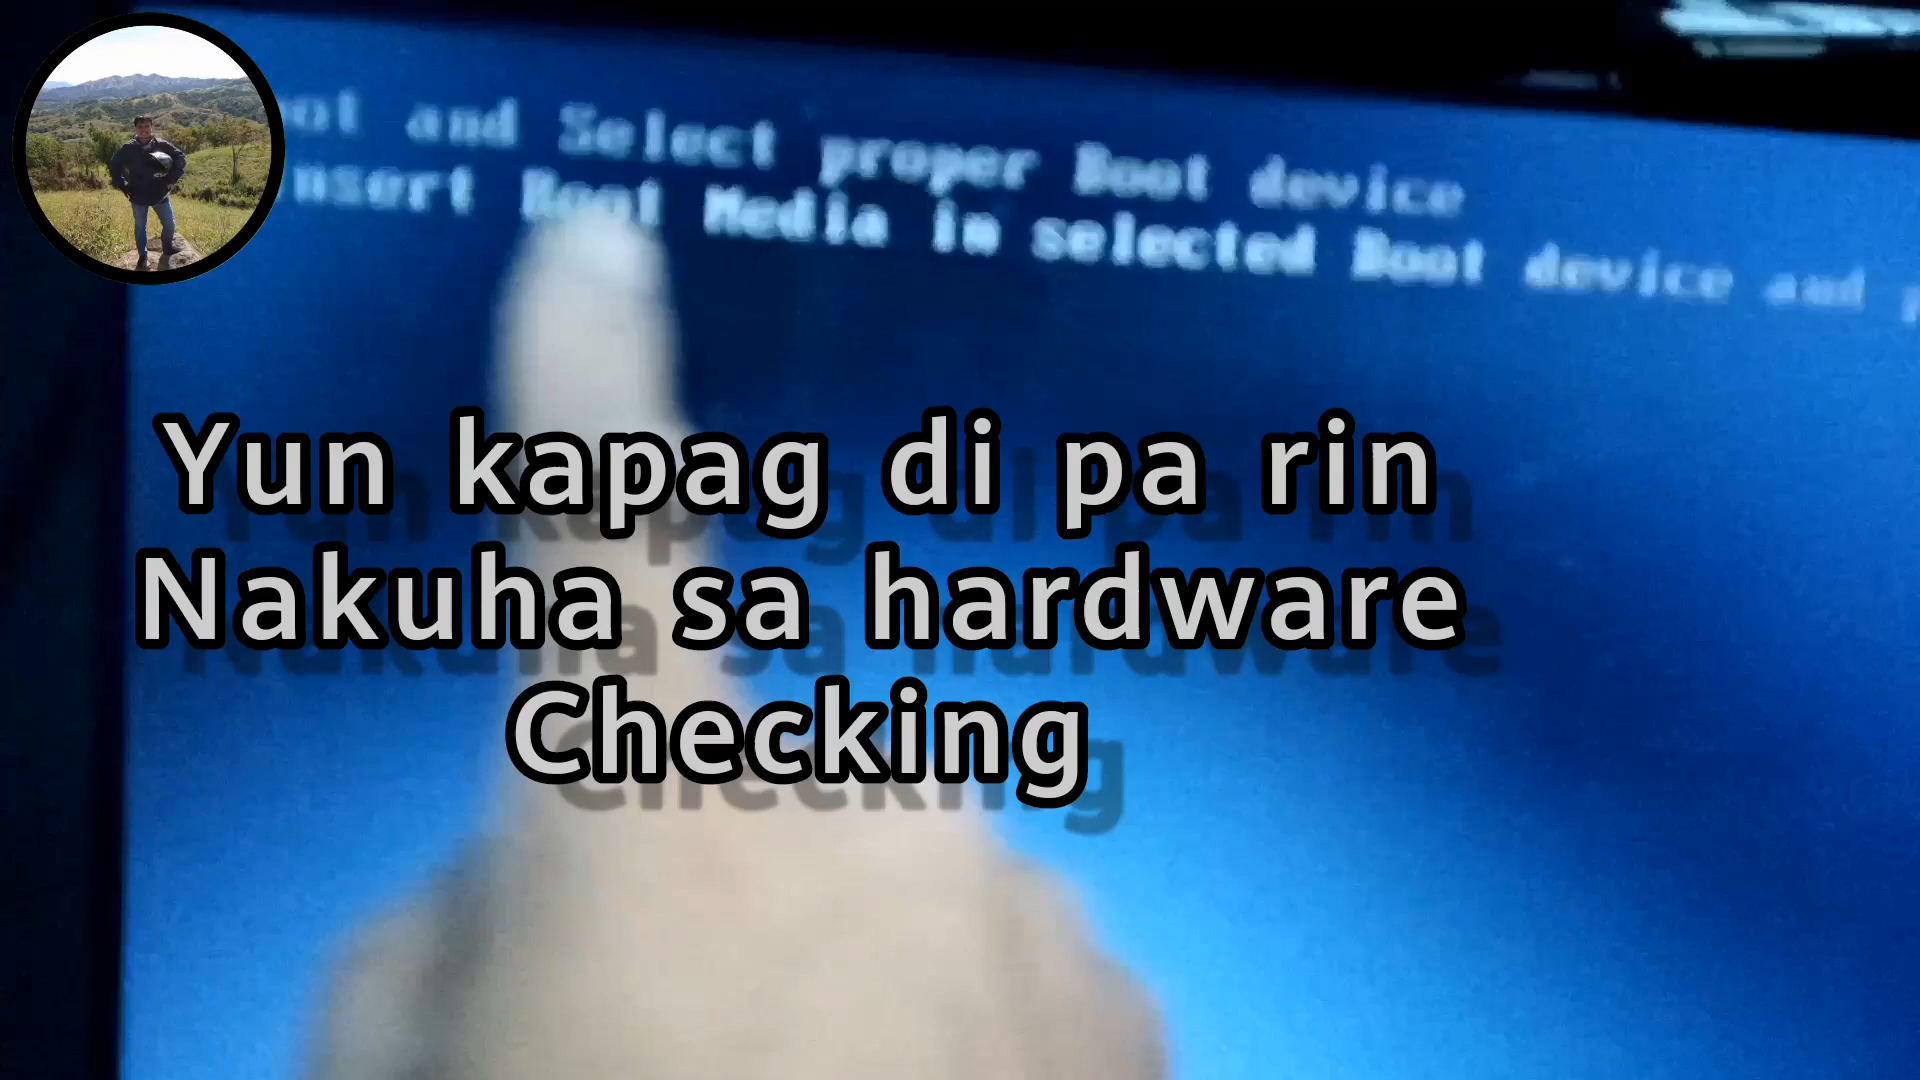 and Select proper Boot device
Boot Media in selected Boot device and
Yun kapag di pa rin
Nakuha sa hardware
Checking